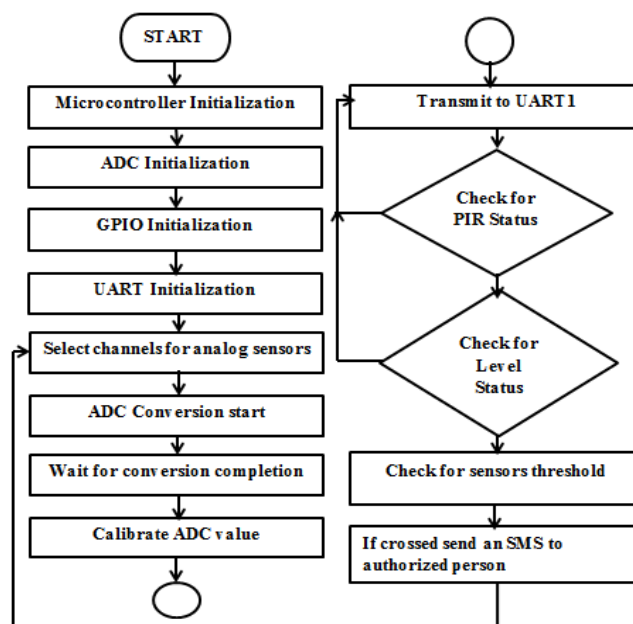 START
Microcontroller Initialization
ADC Initialization
GPIO Initialization
UART Initialization
Select channels for analog sensors
ADC Conversion start
Wait for conversion completion
Calibrate ADC value
Transmit to UART1
Check for
PIR Status
Check for
Level
Status
Check for sensors threshold
If crossed send an SMS to
authorized person